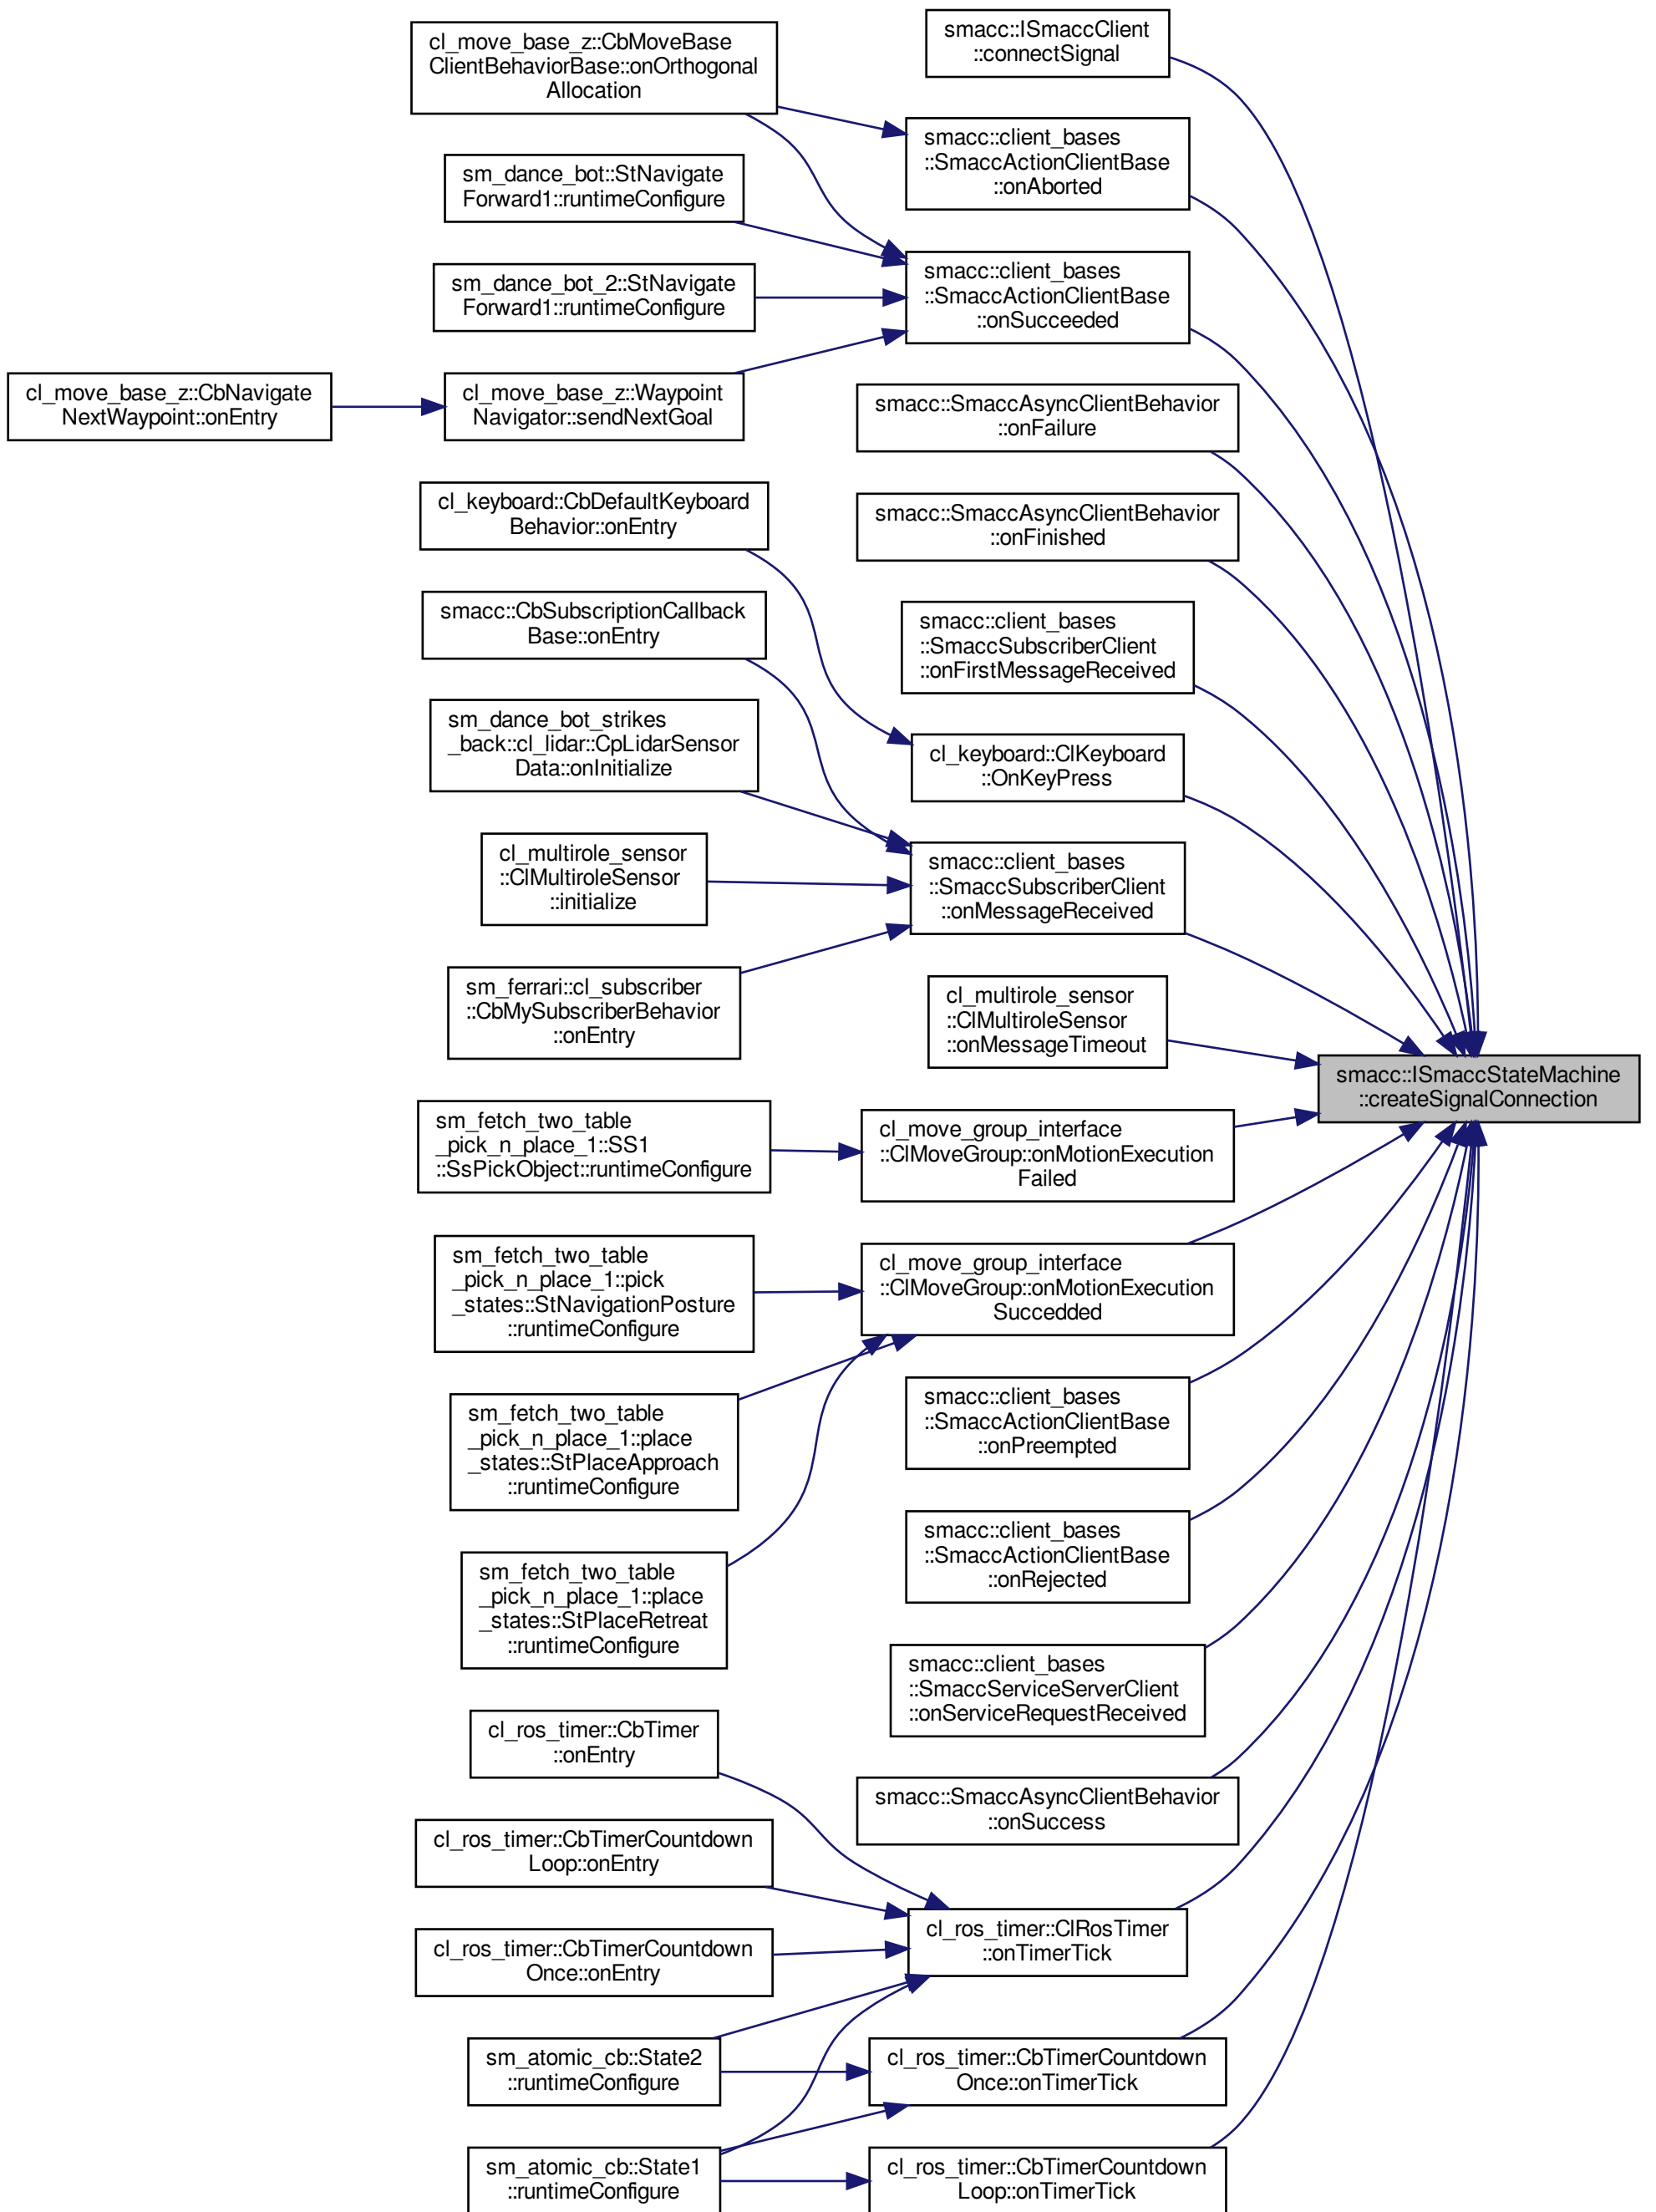 smacc::ISmaccClient
::connectSignal
cl_move_base_z::CbMoveBase
ClientBehaviorBase::onOrthogonal
Allocation
smacc::client_bases
::SmaccActionClientBase
::onAborted
sm_dance_bot::StNavigate
Forward1::runtimeConfigure
smacc::client_bases
::SmaccActionClientBase
::onSucceeded
sm_dance_bot_2::StNavigate
Forward1::runtimeConfigure
cl_move_base_z::CbNavigate
NextWaypoint::onEntry
cl_move_base_z::Waypoint
Navigator::sendNextGoal
smacc::SmaccAsyncClientBehavior
::onFailure
cl_keyboard::CbDefaultKeyboard
Behavior::onEntry
smacc::SmaccAsyncClientBehavior
::onFinished
smacc::CbSubscriptionCallback
Base::onEntry
smacc::client_bases
::SmaccSubscriberClient
::onFirstMessageReceived
sm_dance_bot_strikes
_back::cl_lidar::CpLidarSensor
Data::onInitialize
cl_keyboard::ClKeyboard
::OnKeyPress
cl_multirole_sensor
::ClMultiroleSensor
::initialize
smacc::client_bases
::SmaccSubscriberClient
::onMessageReceived
sm_ferrari::cl_subscriber
::CbMySubscriberBehavior
::onEntry
cl_multirole_sensor
::ClMultiroleSensor
::onMessageTimeout
smacc::ISmaccStateMachine
::createSignalConnection
sm_fetch_two_table
_pick_n_place_1::SS1
::SsPickObject::runtimeConfigure
cl_move_group_interface
::ClMoveGroup::onMotionExecution
Failed
sm_fetch_two_table
_pick_n_place_1::pick
_states::StNavigationPosture
::runtimeConfigure
cl_move_group_interface
::ClMoveGroup::onMotionExecution
Succedded
sm_fetch_two_table
_pick_n_place_1::place
_states::StPlaceApproach
::runtimeConfigure
smacc::client_bases
::SmaccActionClientBase
::onPreempted
sm_fetch_two_table
_pick_n_place_1::place
_states::StPlaceRetreat
::runtimeConfigure
smacc::client_bases
::SmaccActionClientBase
::onRejected
smacc::client_bases
::SmaccServiceServerClient
::onServiceRequestReceived
cl_ros_timer::CbTimer
::onEntry
smacc::SmaccAsyncClientBehavior
::onSuccess
cl_ros_timer::CbTimerCountdown
Loop::onEntry
cl_ros_timer::ClRosTimer
::onTimerTick
cl_ros_timer::CbTimerCountdown
Once::onEntry
sm_atomic_cb::State2
::runtimeConfigure
cl_ros_timer::CbTimerCountdown
Once::onTimerTick
sm_atomic_cb::State1
::runtimeConfigure
cl_ros_timer::CbTimerCountdown
Loop::onTimerTick